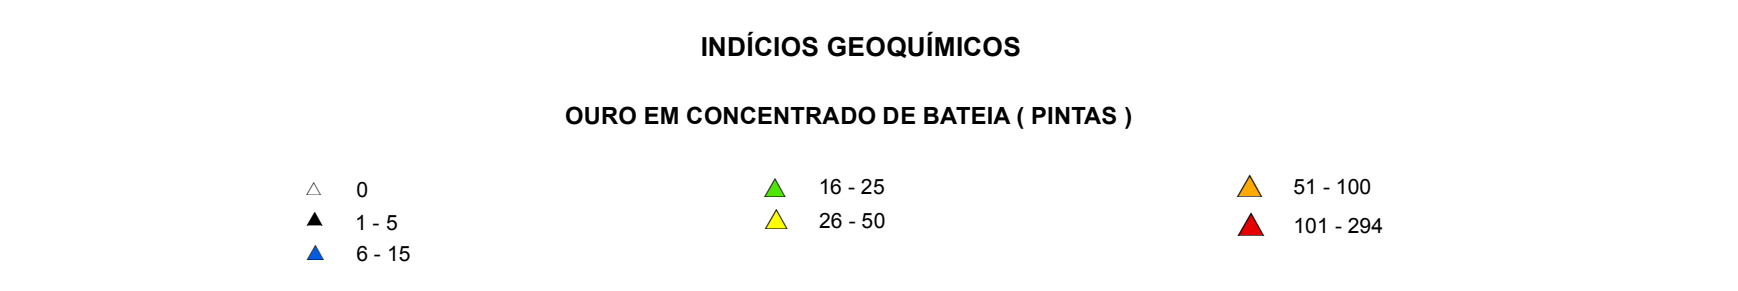 INDÍCIOS GEOQUÍMICOS
OURO EM CONCENTRADO DE BATEIA ( PINTAS )
0
1 - 5
6 - 15
16 - 25
26 - 50
51 - 100
101 - 294